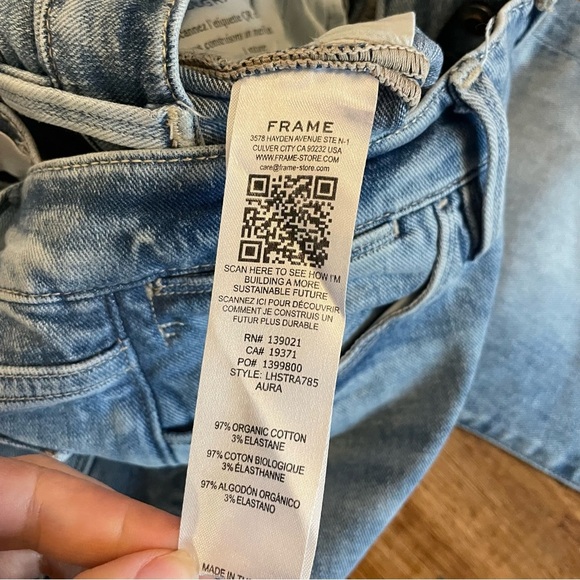 FRAME
3578 HAYDEN AVENUE STE N-1
CULVER CITY CA 90232 USA
WWW.FRAME-STORE.COM
care@frame-store.com
SCAN HERE TO SEE HOW I'M
BUILDING A MORE
SUSTAINABLE FUTURE
SCANNEZ ICI POUR DÉCOUVRIR
COMMENT JE CONSTRUIS UN
FUTUR PLUS DURABLE
RN# 139021
CA# 19371
PO# 1399800
STYLE: LHSTRA785
AURA
97% ORGANIC COTTON
3% ELASTANE
97% COTON BIOLOGIQUE
3% ÉLASTHANNE
97% ALGODÓN ORGÁNICO
3% ELASTANO
MADE IN